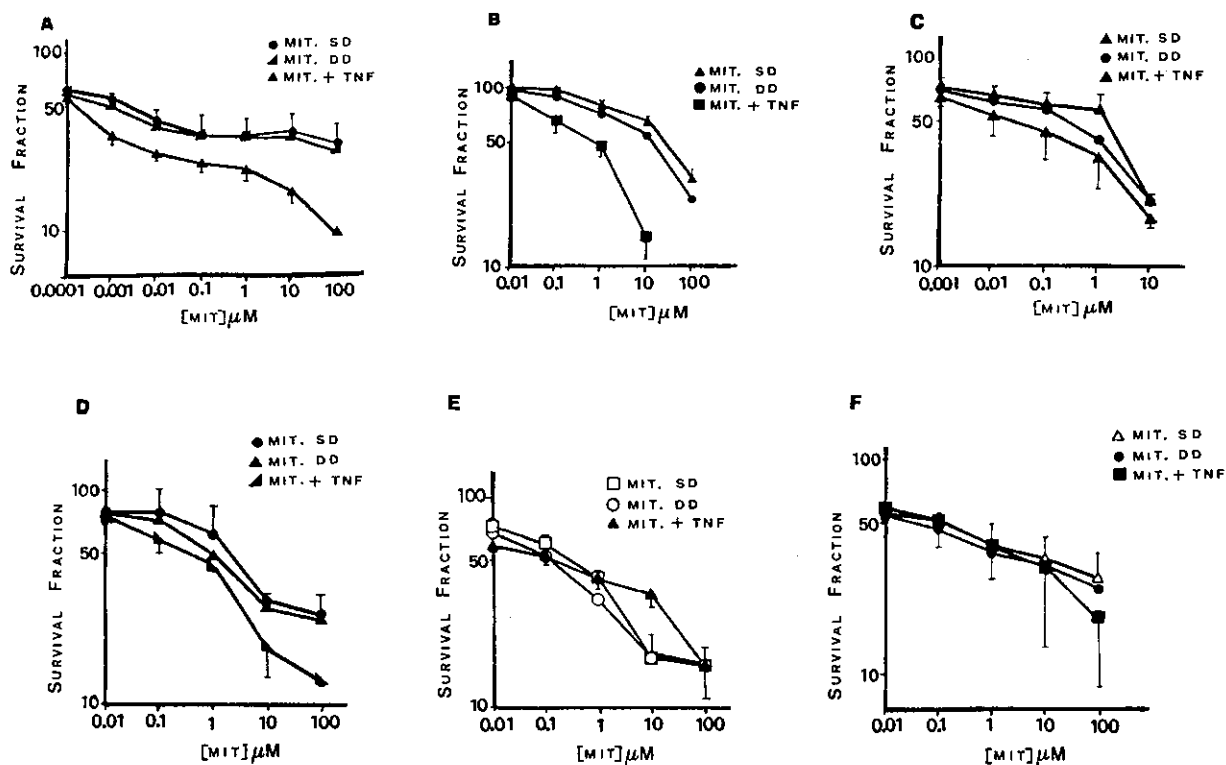 A
MIT. SD
MIT. DD
MIT. + TNF
100
50
10
SURVIVAL FRACTION
0.0001 0.001 0.01 0.1 1 10 100
[MIT]μM
B
MIT. SD
MIT. DD
MIT. + TNF
100
50
10
SURVIVAL FRACTION
0.01 0.1 1 10 100
[MIT]μM
C
MIT. SD
MIT. DD
MIT. + TNF
100
50
10
SURVIVAL FRACTION
0.001 0.01 0.1 1 10
[MIT]μM
D
MIT. SD
MIT. DD
MIT. + TNF
100
50
10
SURVIVAL FRACTION
0.01 0.1 1 10 100
[MIT]μM
E
MIT. SD
MIT. DD
MIT. + TNF
100
50
10
SURVIVAL FRACTION
0.01 0.1 1 10 100
[MIT]μM
F
MIT. SD
MIT. DD
MIT. + TNF
100
50
10
SURVIVAL FRACTION
0.01 0.1 1 10 100
[MIT]μM